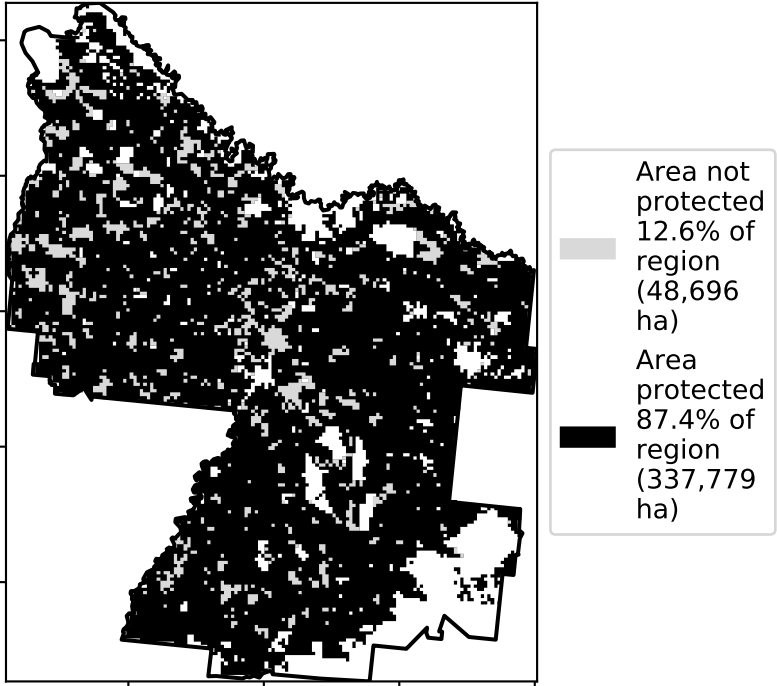 Area not
protected
12.6% of
region
(48,696
ha)
Area
protected
87.4% of
region
(337,779
ha)